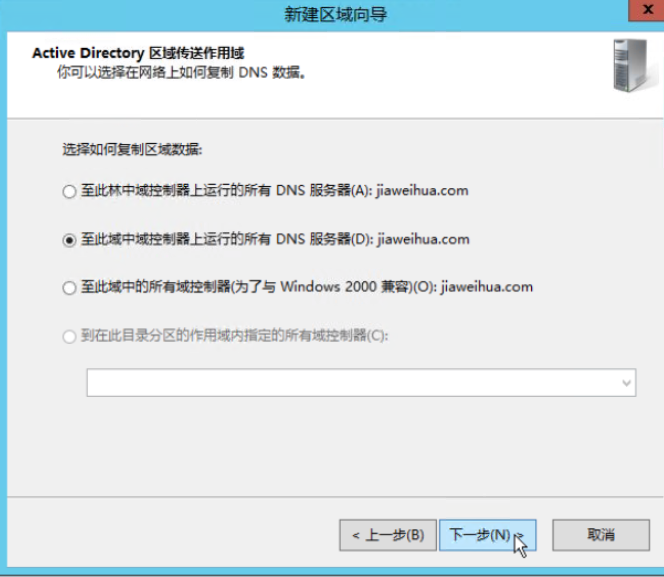 新建区域向导
x
Active Directory 区域传送作用域
你可以选择在网络上如何复制 DNS 数据。
选择如何复制区域数据:
至此林中域控制器上运行的所有 DNS 服务器(A): jiaweihua.com
至此域中域控制器上运行的所有 DNS 服务器(D): jiaweihua.com
至此域中的所有域控制器(为了与 Windows 2000 兼容)(O): jiaweihua.com
到在此目录分区的作用域内指定的所有域控制器(C):
< 上一步(B) 下一步(N) > 取消